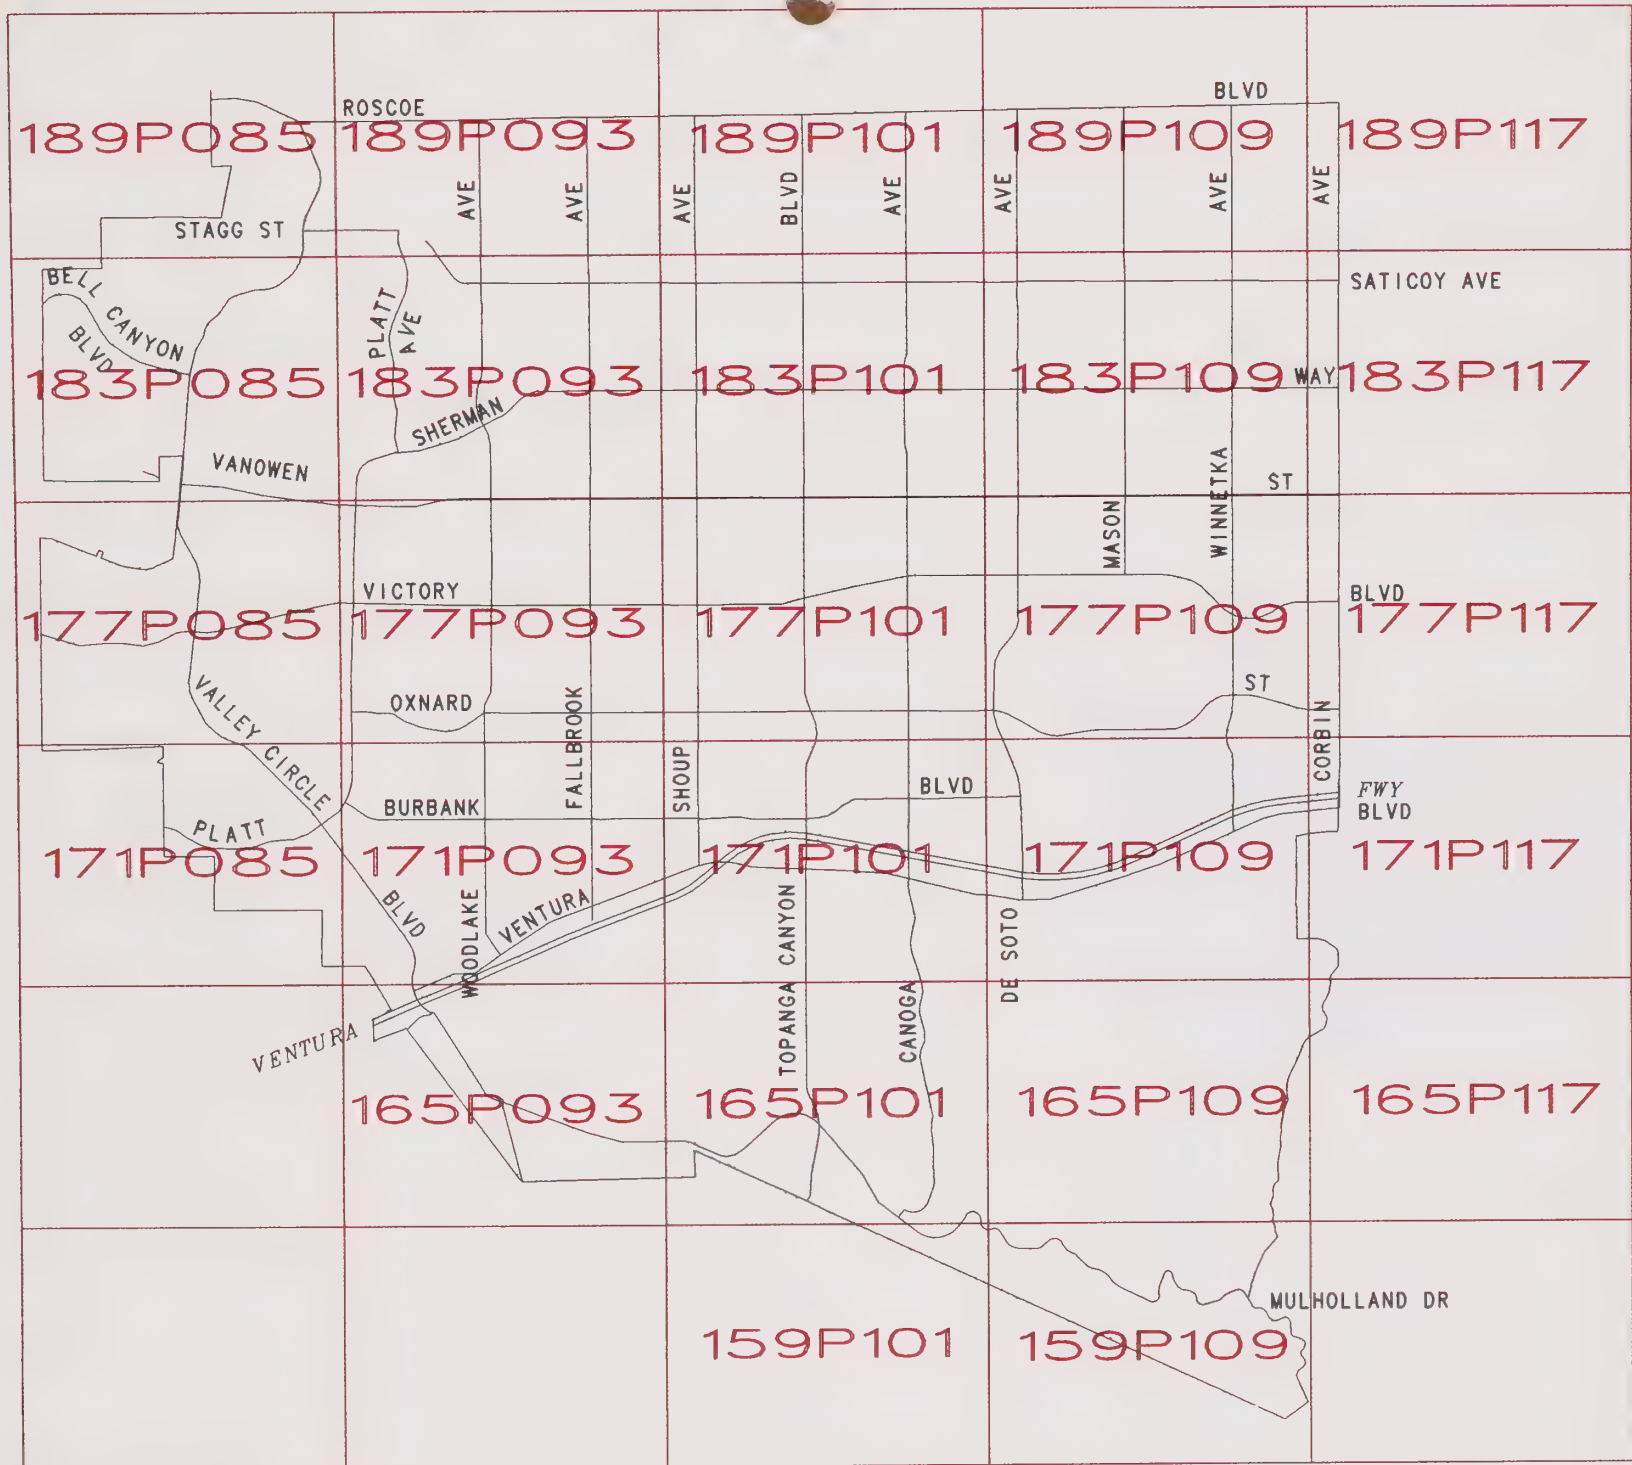 ROSCOE BLVD
189P085 189P093 189P101 189P109 189P117
AVE AVE AVE BLVD AVE AVE AVE AVE
STAGG ST
SATICOY AVE
BELL CANYON
BLVD
PLATT
AVE
183P085 183P093 183P101 183P109 WAY 183P117
SHERMAN
VANOWEN ST
MASON
WINNETKA
VICTORY BLVD
177P085 177P093 177P101 177P109 177P117
VALLEY CIRCLE
BLVD
OXNARD ST
FALLBROOK
SHOUP
CORBIN
BURBANK BLVD
FWY
BLVD
PLATT
171P085 171P093 171P101 171P109 171P117
WOODLAKE
VENTURA
TOPANGA CANYON
CANOGA
DE SOTO
VENTURA
165P093 165P101 165P109 165P117
MULHOLLAND DR
159P101 159P109